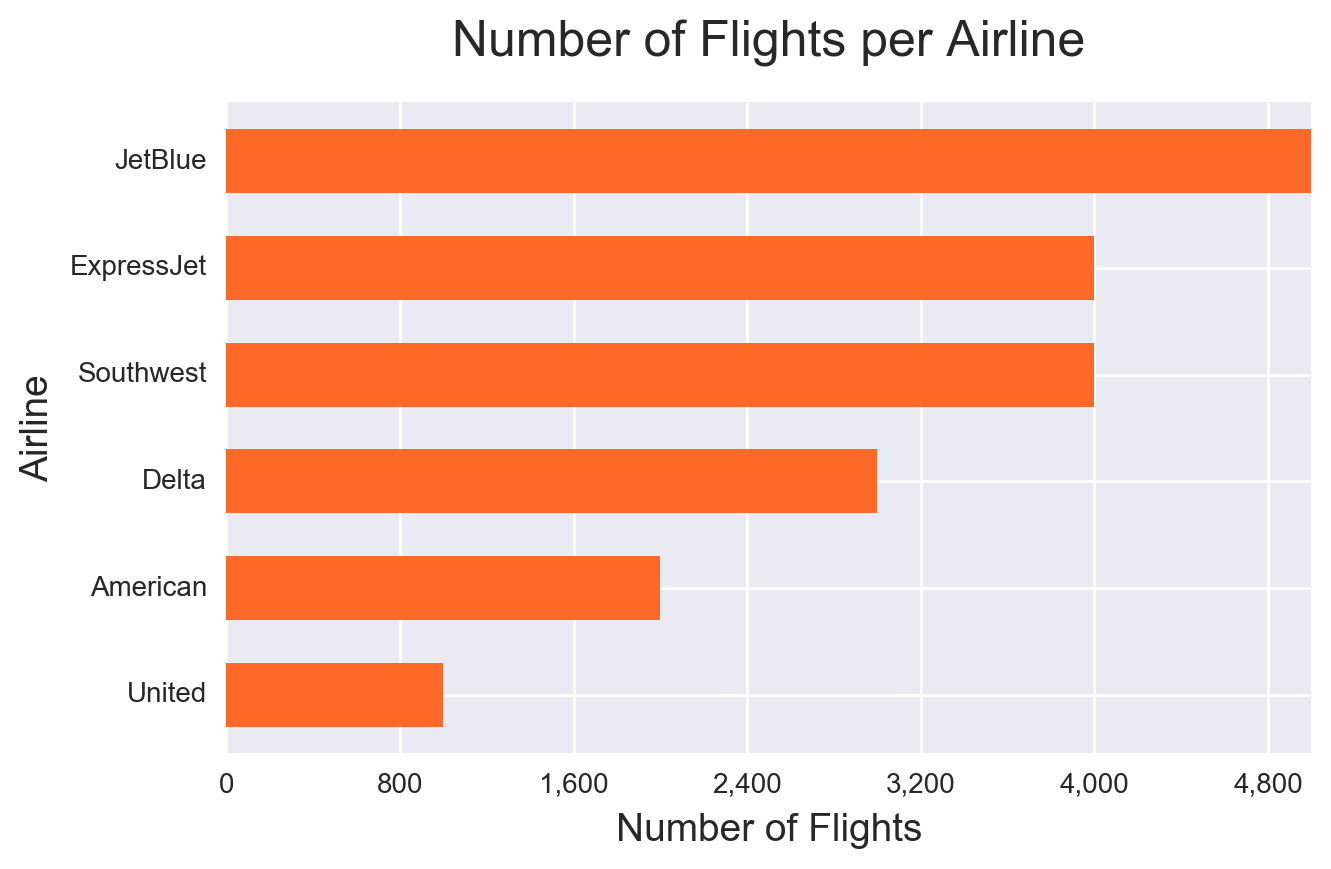 Number of Flights per Airline
JetBlue
ExpressJet
Southwest
Delta
American
United
Airline
0 800 1,600 2,400 3,200 4,000 4,800
Number of Flights